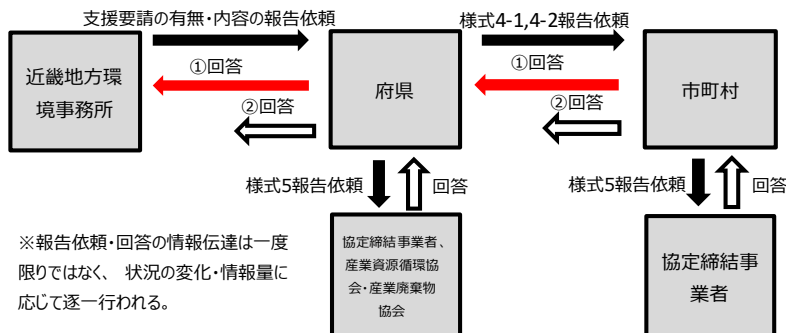 支援要請の有無・内容の報告依頼
様式4-1,4-2報告依頼
近畿地方環
境事務所
①回答
②回答
府県
①回答
②回答
市町村
様式5報告依頼
回答
様式5報告依頼
回答
※報告依頼・回答の情報伝達は一度
限りではなく、 状況の変化・情報量に
応じて逐一行われる。
協定締結事業者、
産業資源循環協
会・産業廃棄物
協会
協定締結事
業者